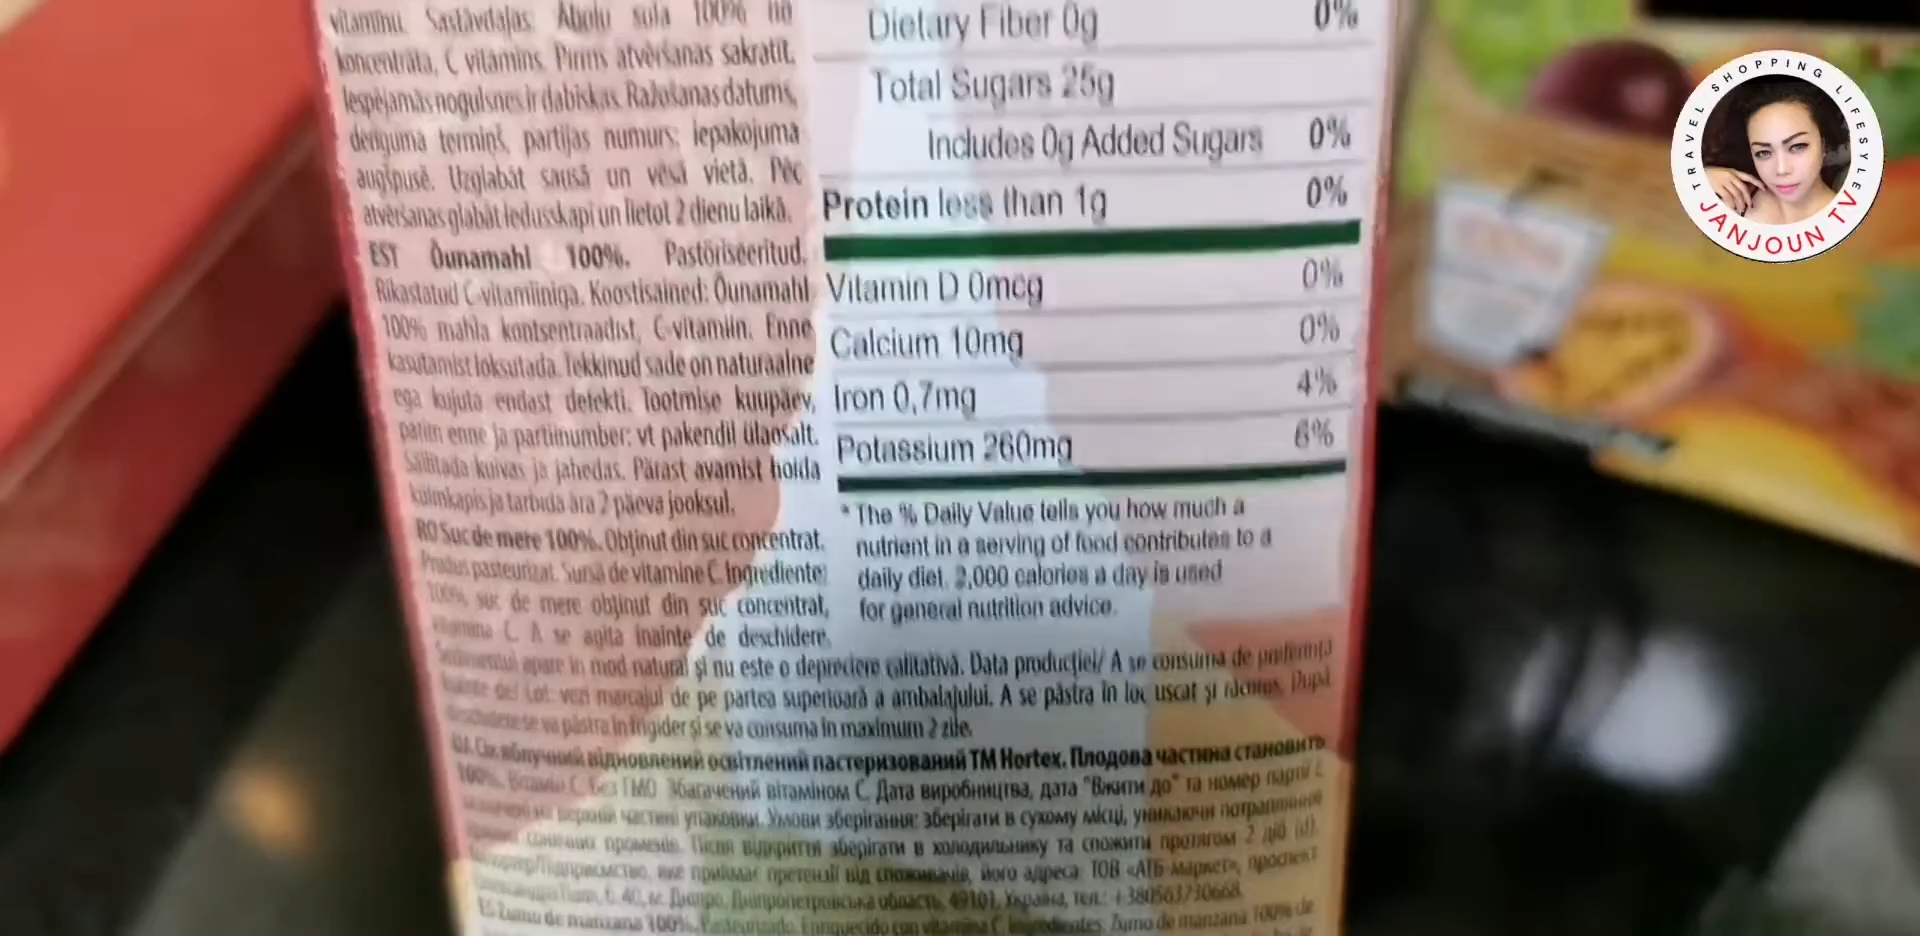 vitamīnu. Sastāvdaļas: Ābolu sula 100% no
koncentrāta, C vitamīns. Pirms atvēršanas sakratīt.
Iespējamās nogulsnes ir dabiskas. Ražošanas datums,
derīguma termiņš, partijas numurs: iepakojuma
augšpusē. Uzglabāt sausā un vēsā vietā. Pēc
atvēršanas glabāt ledusskapī un lietot 2 dienu laikā.
EST Õunamahl 100%. Pastöriseeritud.
Rikastatud C-vitamiiniga. Koostisained: Õunamahl
100% mahla kontsentraadist, C-vitamiin. Enne
kasutamist loksutada. Tekkinud sade on naturaalne
ega kujuta endast defekti. Tootmise kuupäev,
parim enne ja partiinumber: vt pakendil ülaosalt.
Säilitada kuivas ja jahedas. Pärast avamist hoida
külmkapis ja tarbida ära 2 päeva jooksul.
RO Suc de mere 100%. Obținut din suc concentrat.
Produs pasteurizat. Sursă de vitamine C. Ingrediente:
100% suc de mere obținut din suc concentrat,
vitamina C. A se agita înainte de deschidere.
Sedimentul apare în mod natural și nu este o depreciere calitativă. Data producției/ A se consuma de preferință
înainte de/ Lot: vezi marcajul de pe partea superioară a ambalajului. A se păstra în loc uscat și răcoros. După
deschidere se va păstra în frigider și se va consuma în maximum 2 zile.
UA Сік яблучний відновлений освітлений пастеризований ТМ Hortex. Плодова частина становить
100%. Вітамін С. Без ГМО. Збагачений вітаміном С. Дата виробництва, дата "Вжити до" та номер партії
частині упаковки. Умови зберігання: зберігати в сухому місці, уникаючи потрапляння
сонячних променів. Після відкриття зберігати в холодильнику та спожити протягом 2 діб
яке приймає претензії від споживачів, його адреса: ТОВ «АТБ-Маркет», проспект
40, м. Дніпро, Дніпропетровська область, 49101, Україна, тел.: +380563730668.
ES Zumo de manzana 100%. Pasteurizado. Enriquecido con vitamina C. Ingredientes: Zumo de manzana 100% de
Dietary Fiber 0g 0%
Total Sugars 25g
Includes 0g Added Sugars 0%
Protein less than 1g 0%
Vitamin D 0mcg 0%
Calcium 10mg 0%
Iron 0,7mg 4%
Potassium 260mg 6%
* The % Daily Value tells you how much a
nutrient in a serving of food contributes to a
daily diet. 2,000 calories a day is used
for general nutrition advice.
TRAVEL SHOPPING LIFESYLE
JANJOUN TV